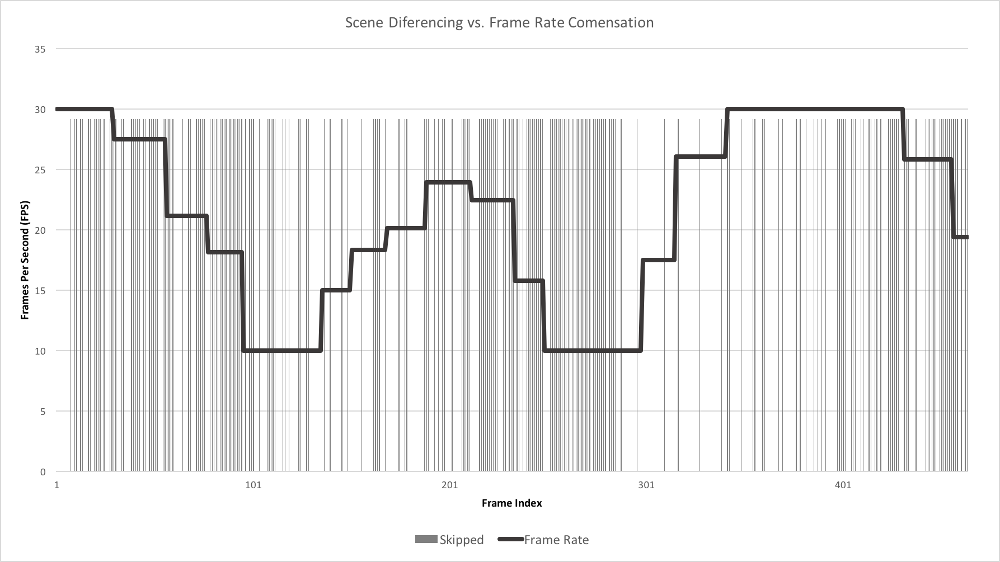 Scene Diferencing vs. Frame Rate Comensation
35
30
25
20
15
10
5
0
Frames Per Second (FPS)
1 101 201 301 401
Frame Index
Skipped Frame Rate